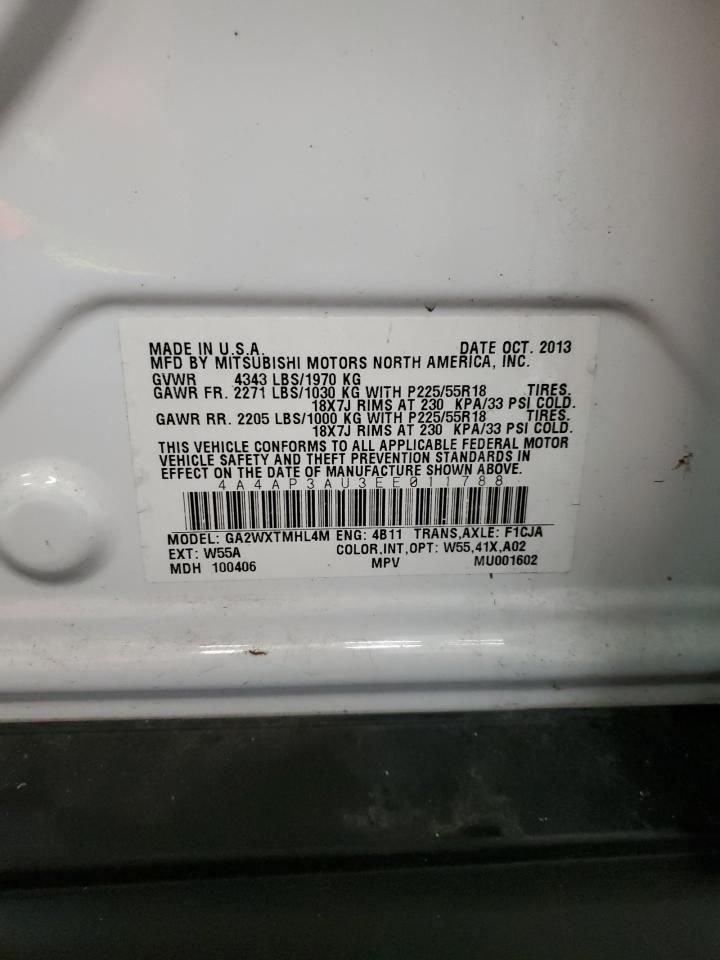 MADE IN U.S.A. DATE OCT. 2013
MFD BY MITSUBISHI MOTORS NORTH AMERICA, INC.
GVWR 4343 LBS/1970 KG
GAWR FR. 2271 LBS/1030 KG WITH P225/55R18 TIRES,
18X7J RIMS AT 230 KPA/33 PSI COLD.
GAWR RR. 2205 LBS/1000 KG WITH P225/55R18 TIRES,
18X7J RIMS AT 230 KPA/33 PSI COLD.
THIS VEHICLE CONFORMS TO ALL APPLICABLE FEDERAL MOTOR
VEHICLE SAFETY AND THEFT PREVENTION STANDARDS IN
EFFECT ON THE DATE OF MANUFACTURE SHOWN ABOVE.
4A4AP3AU3EE011788
MODEL: GA2WXTMHL4M ENG: 4B11 TRANS,AXLE: F1CJA
EXT: W55A COLOR,INT,OPT: W55,41X,A02
MDH 100406 MPV MU001602